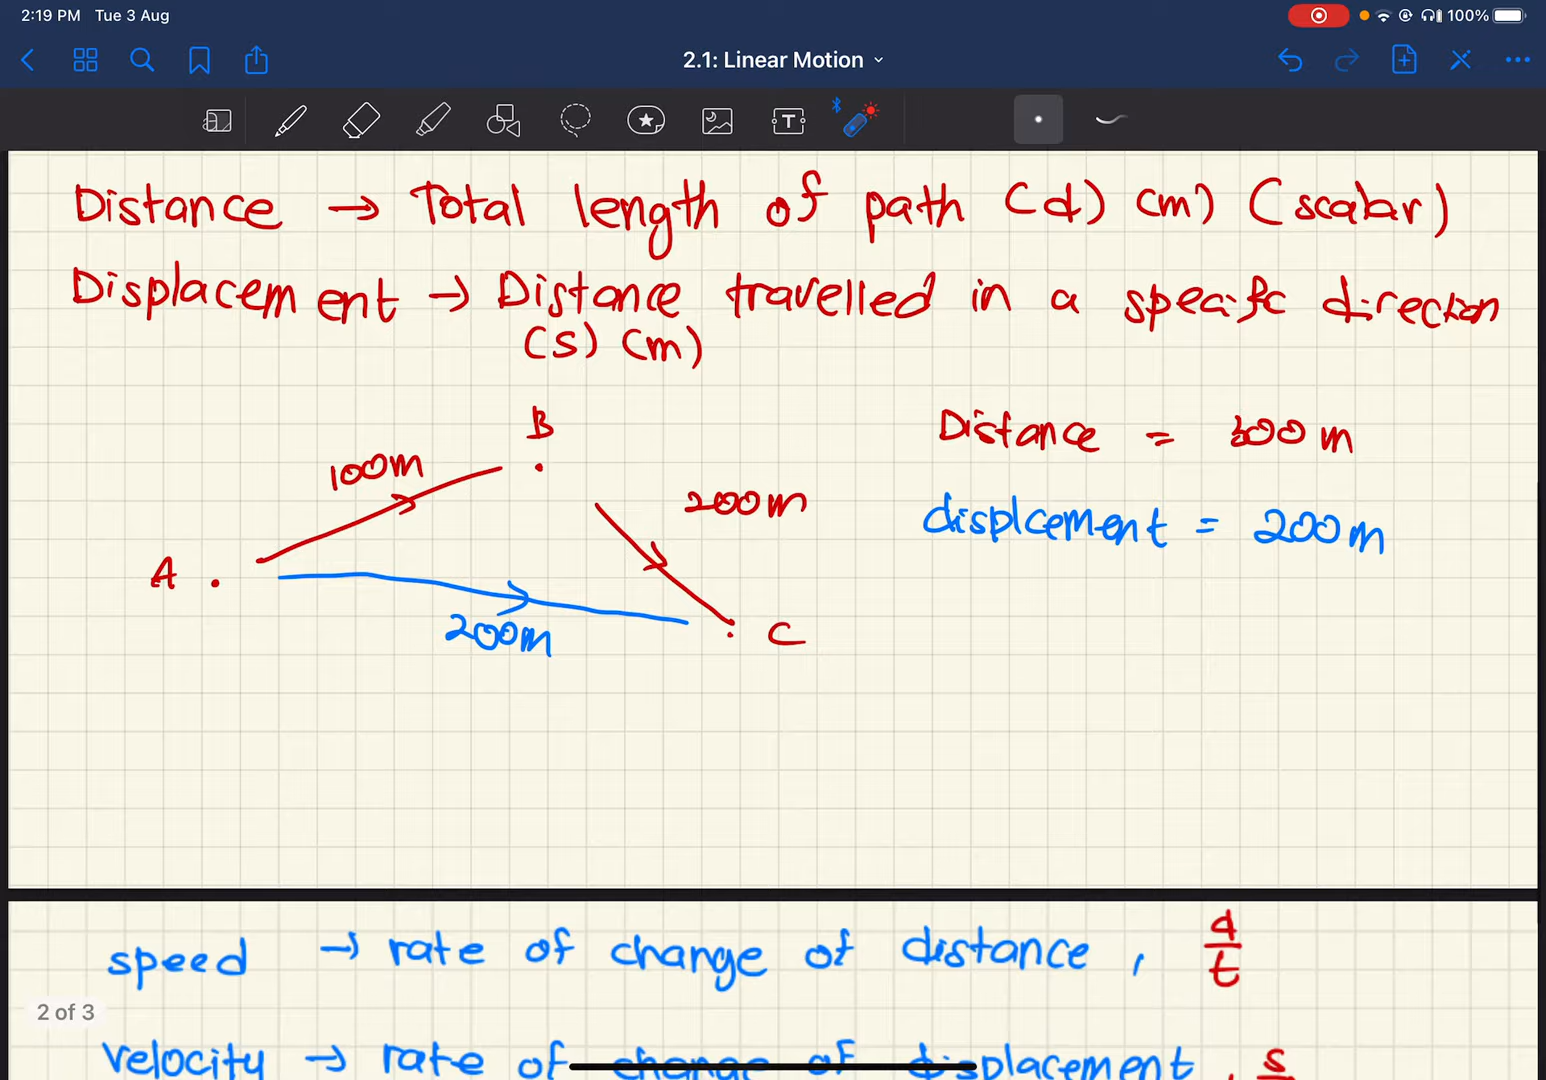 2:19 PM Tue 3 Aug 100%
2.1: Linear Motion
T
Distance → Total length of path (d) (m) (scalar)
Displacement → Distance travelled in a specific direction
(s) (m)
B
100m
200m
A
C
200m
Distance = 300m
displcement = 200m
speed → rate of change of distance, d/t
2 of 3
velocity → rate of change of displacement, s